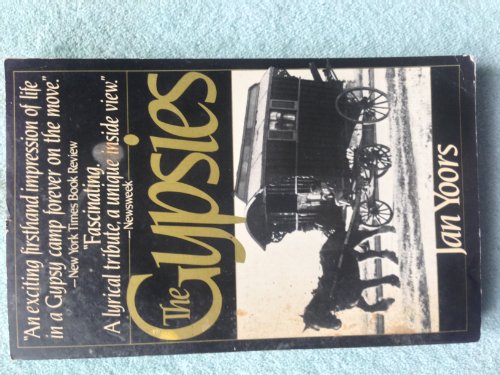 "An exciting firsthand impression of life
in a Gypsy camp forever on the move."
—New York Times Book Review
"Fascinating...
A lyrical tribute, a unique inside view."
—Newsweek
The
Gypsies
Jan Yoors